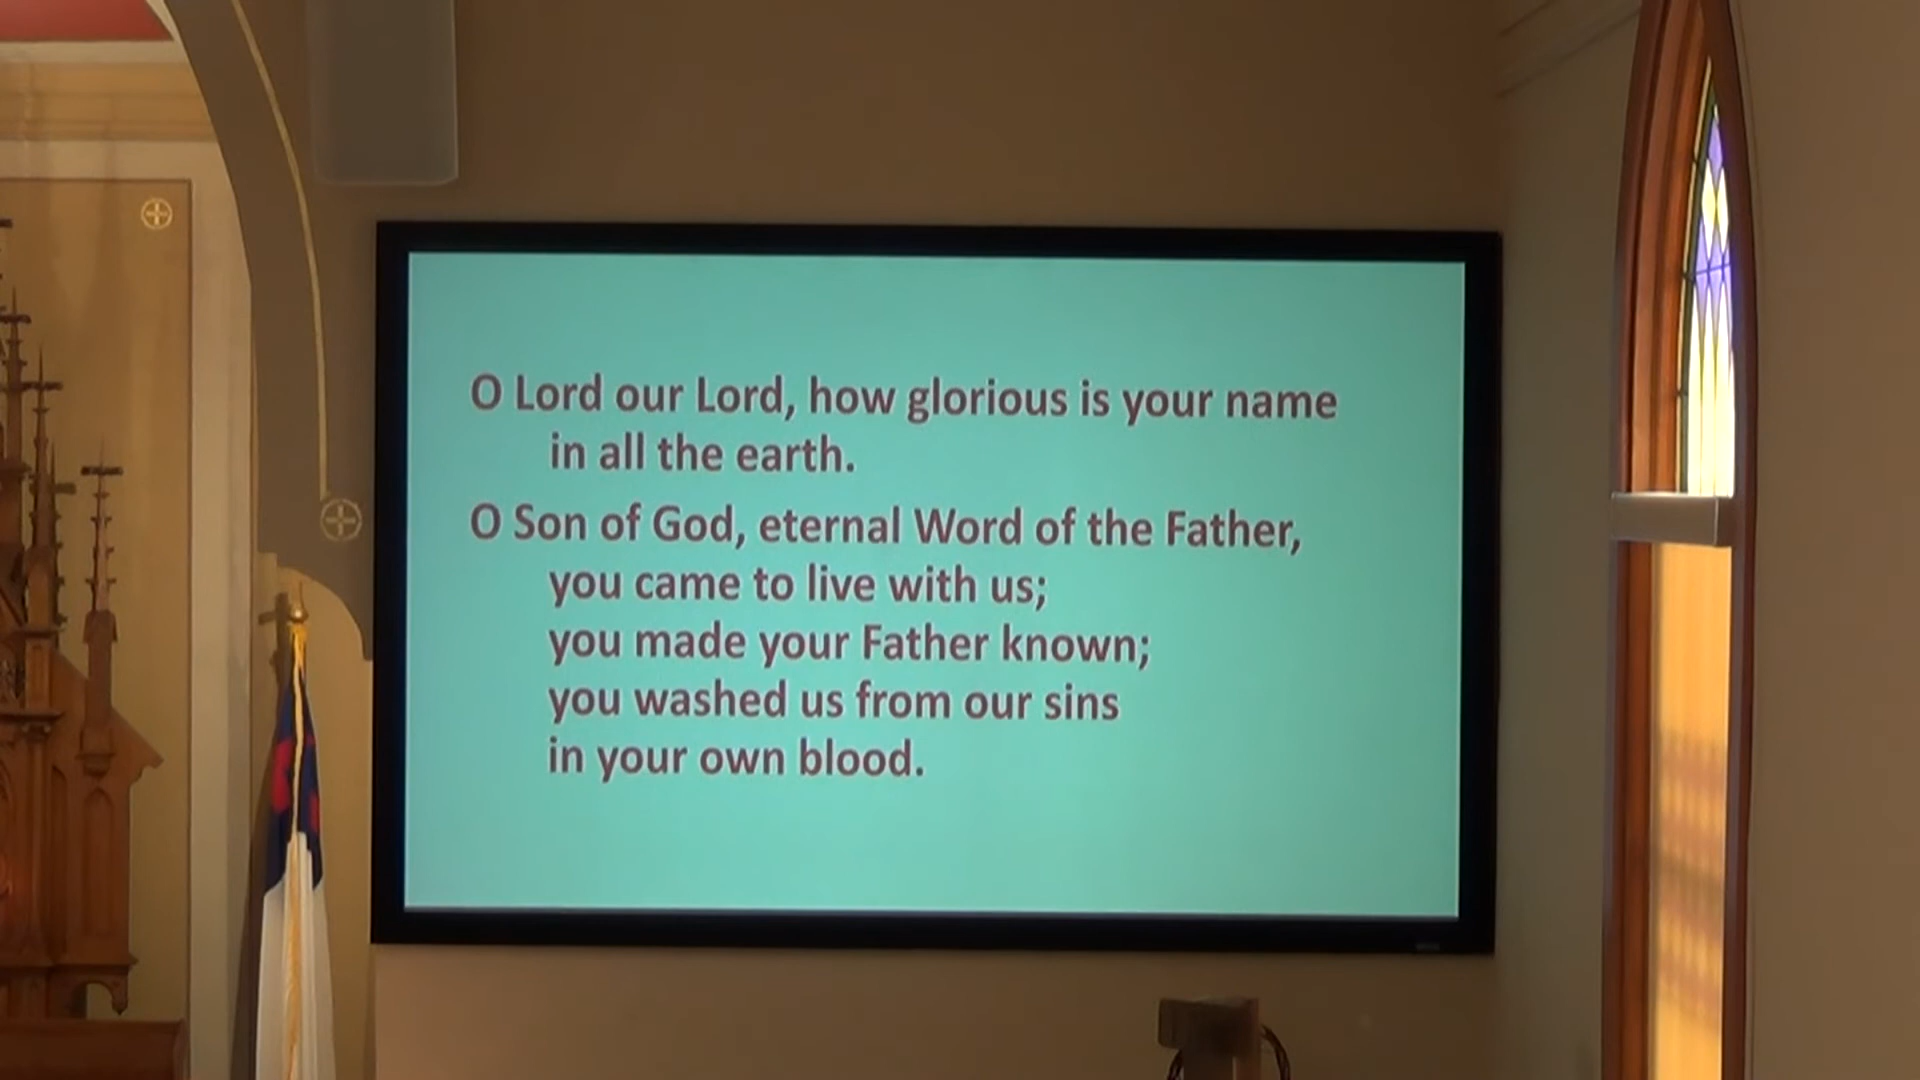 O Lord our Lord, how glorious is your name
in all the earth.
O Son of God, eternal Word of the Father,
you came to live with us;
you made your Father known;
you washed us from our sins
in your own blood.